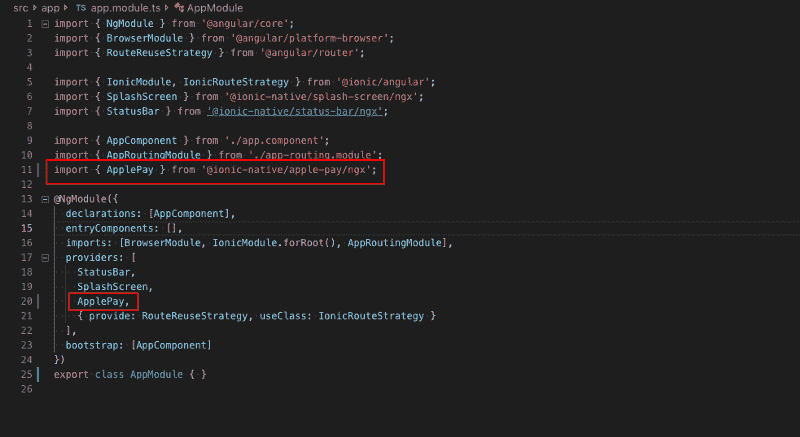 src app TS app.module.ts AppModule
1 import { NgModule } from '@angular/core';
2 import { BrowserModule } from '@angular/platform-browser';
3 import { RouteReuseStrategy } from '@angular/router';
4
5 import { IonicModule, IonicRouteStrategy } from '@ionic/angular';
6 import { SplashScreen } from '@ionic-native/splash-screen/ngx';
7 import { StatusBar } from '@ionic-native/status-bar/ngx';
8
9 import { AppComponent } from './app.component';
10 import { AppRoutingModule } from './app-routing.module';
11 import { ApplePay } from '@ionic-native/apple-pay/ngx';
12
13 @NgModule({
14 declarations: [AppComponent],
15 entryComponents: [],
16 imports: [BrowserModule, IonicModule.forRoot(), AppRoutingModule],
17 providers: [
18 StatusBar,
19 SplashScreen,
20 ApplePay,
21 { provide: RouteReuseStrategy, useClass: IonicRouteStrategy }
22 ],
23 bootstrap: [AppComponent]
24 })
25 export class AppModule { }
26